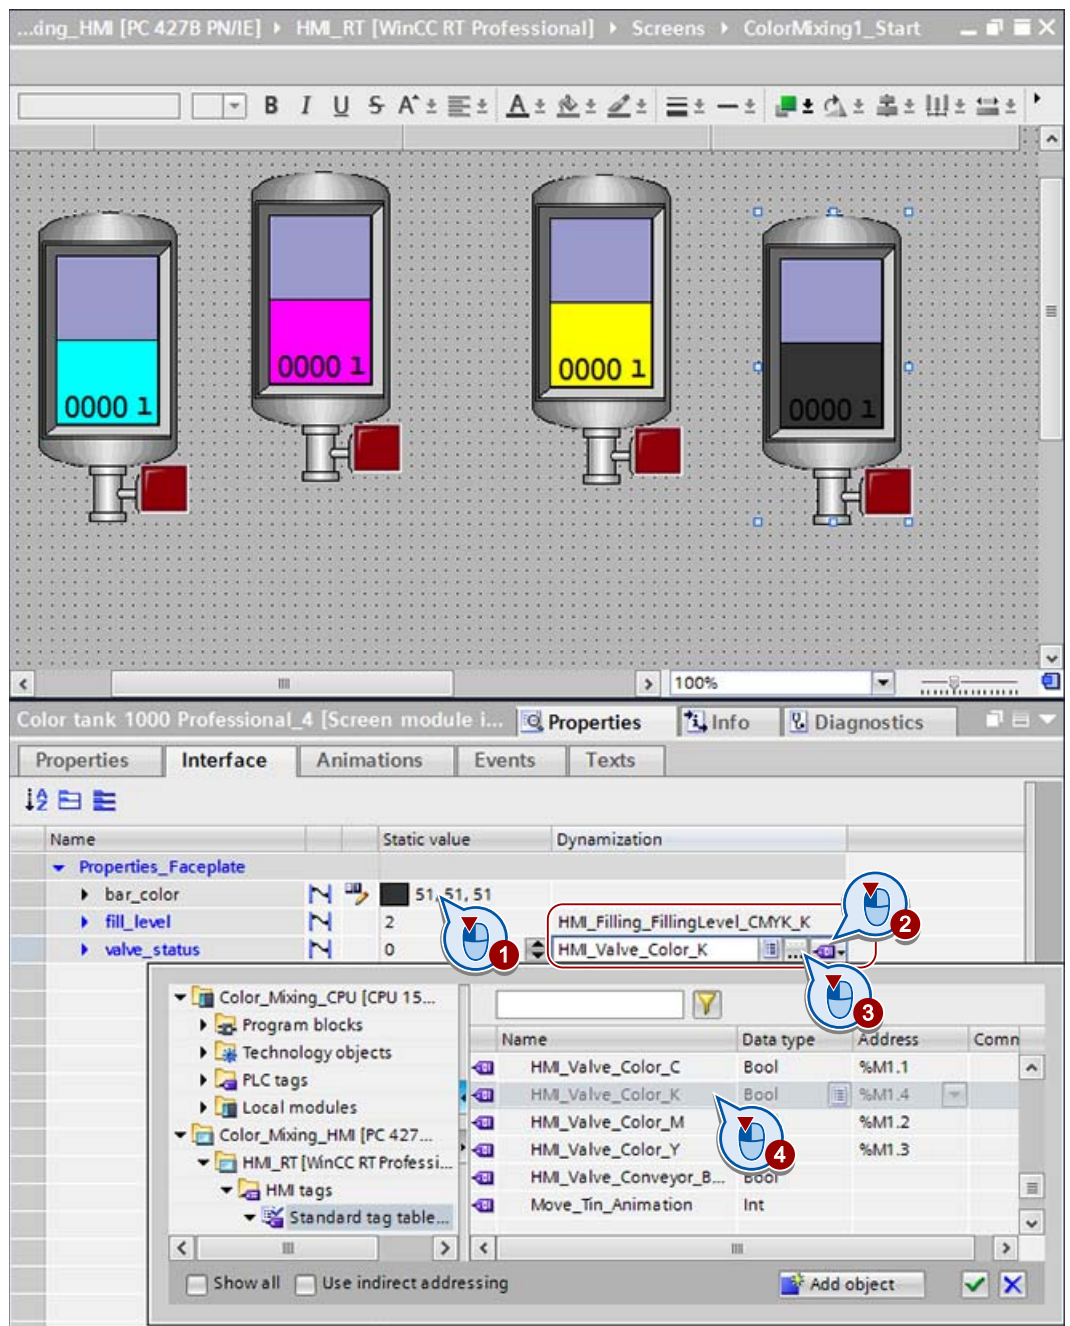 ...ding_HMI [PC 427B PN/IE] HMI_RT [WinCC RT Professional] Screens ColorMixing1_Start
B I U S A A
0000 1
0000 1
0000 1
0000 1
100%
Color tank 1000 Professional_4 [Screen module i... Properties Info Diagnostics
Properties Interface Animations Events Texts
Name Static value Dynamization
Properties_Faceplate
bar_color 51, 51, 51
fill_level 2 HMI_Filling_FillingLevel_CMYK_K
valve_status 0 HMI_Valve_Color_K ...
1
2
3
4
Color_Mixing_CPU [CPU 15...
Program blocks
Technology objects
PLC tags
Local modules
Color_Mixing_HMI [PC 427...
HMI_RT [WinCC RT Professi...
HMI tags
Standard tag table...
Name Data type Address Comn
HMI_Valve_Color_C Bool %M1.1
HMI_Valve_Color_K Bool %M1.4
HMI_Valve_Color_M %M1.2
HMI_Valve_Color_Y %M1.3
HMI_Valve_Conveyor_B... Bool
Move_Tin_Animation Int
Show all Use indirect addressing Add object